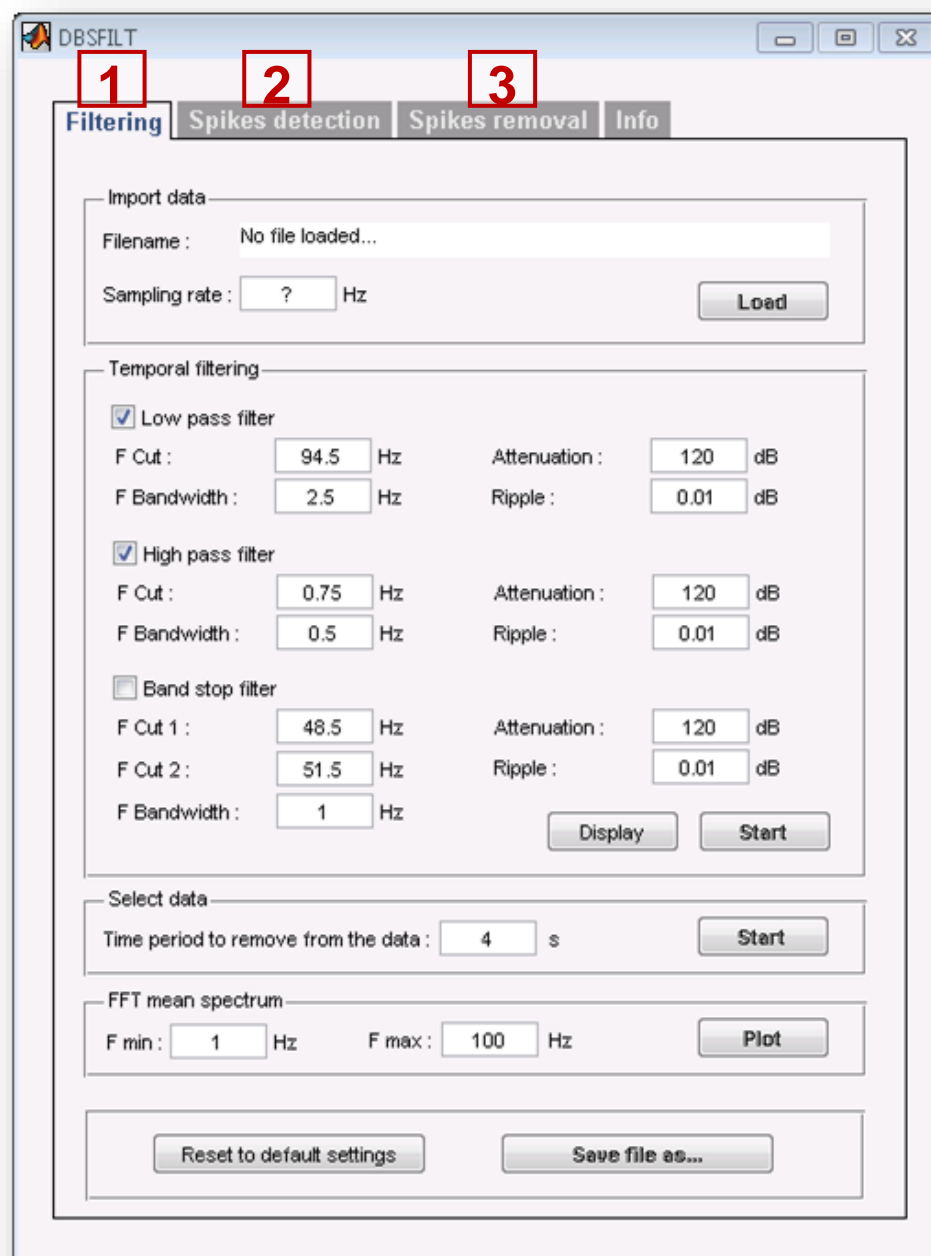 DBSFILT
1 2 3
Filtering Spikes detection Spikes removal Info
Import data
Filename : No file loaded...
Sampling rate : ? Hz Load
Temporal filtering
Low pass filter
F Cut : 94.5 Hz Attenuation : 120 dB
F Bandwidth : 2.5 Hz Ripple : 0.01 dB
High pass filter
F Cut : 0.75 Hz Attenuation : 120 dB
F Bandwidth : 0.5 Hz Ripple : 0.01 dB
Band stop filter
F Cut 1 : 48.5 Hz Attenuation : 120 dB
F Cut 2 : 51.5 Hz Ripple : 0.01 dB
F Bandwidth : 1 Hz
Display Start
Select data
Time period to remove from the data : 4 s Start
FFT mean spectrum
F min : 1 Hz F max : 100 Hz Plot
Reset to default settings Save file as...